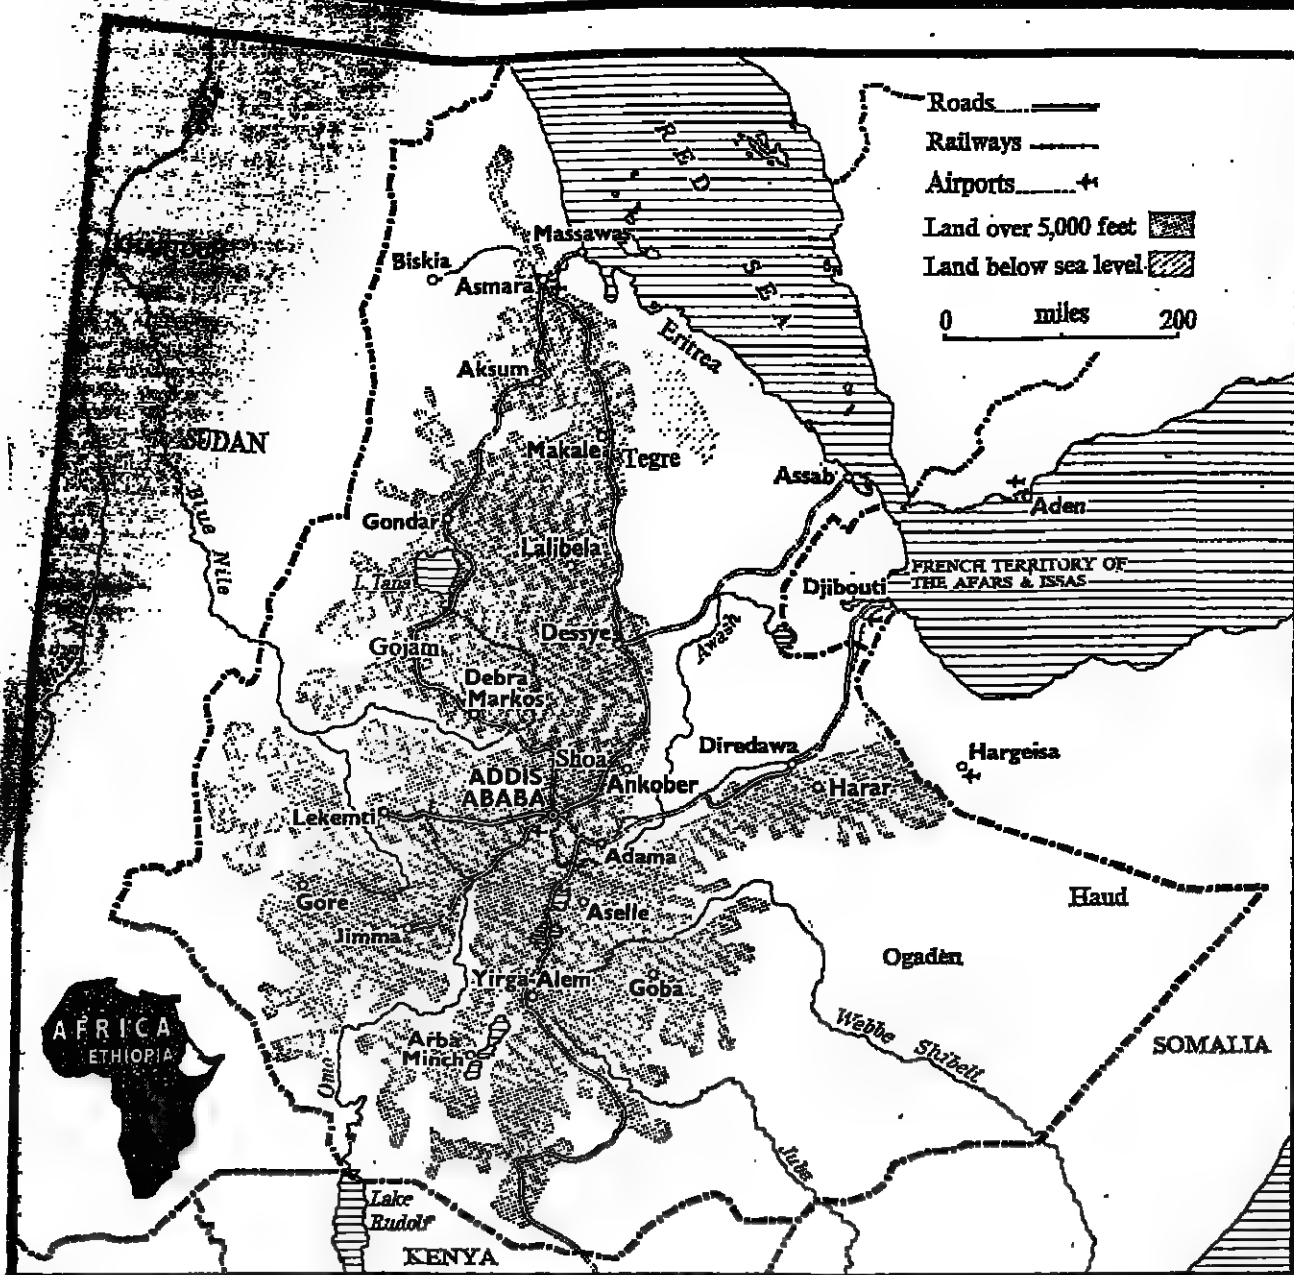 Roads
Railways
Airports
Land over 5,000 feet
Land below sea level
0 miles 200
RED
SEA
Massawa
Biskia
Asmara
Eritrea
Aksum
SUDAN
Makale
Tegre
Assab
Aden
Blue Nile
Gondar
Lalibela
L. Tana
FRENCH TERRITORY OF
THE AFARS & ISSAS
Djibouti
Dessye
Awash
Gojam
Debra
Markos
Diredawa
Hargeisa
Shoa
ADDIS
ABABA
Ankober
Harar
Lekemti
Adama
Haud
Gore
Aselle
Jimma
Ogaden
Yirga-Alem
Goba
AFRICA
ETHIOPIA
Arba
Minch
Webbe Shibeli
SOMALIA
Omo
Juba
Lake
Rudolf
KENYA